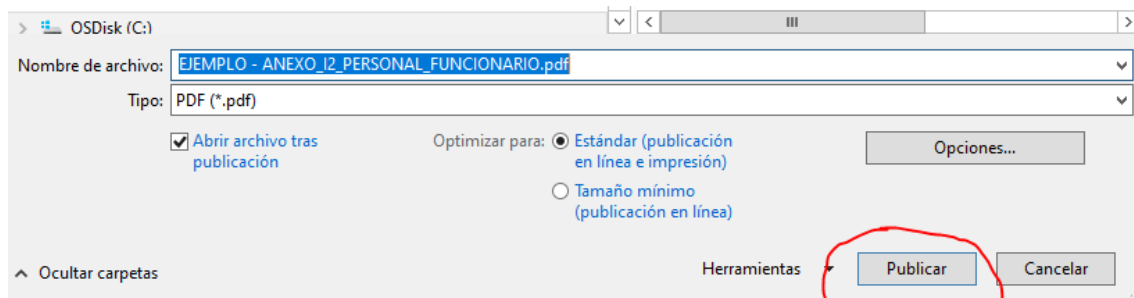 OSDisk (C:)
Nombre de archivo: EJEMPLO - ANEXO_I2_PERSONAL_FUNCIONARIO.pdf
Tipo: PDF (*.pdf)
Abrir archivo tras
publicación
Optimizar para: Estándar (publicación
en línea e impresión)
Tamaño mínimo
(publicación en línea)
Opciones...
Ocultar carpetas
Herramientas
Publicar
Cancelar